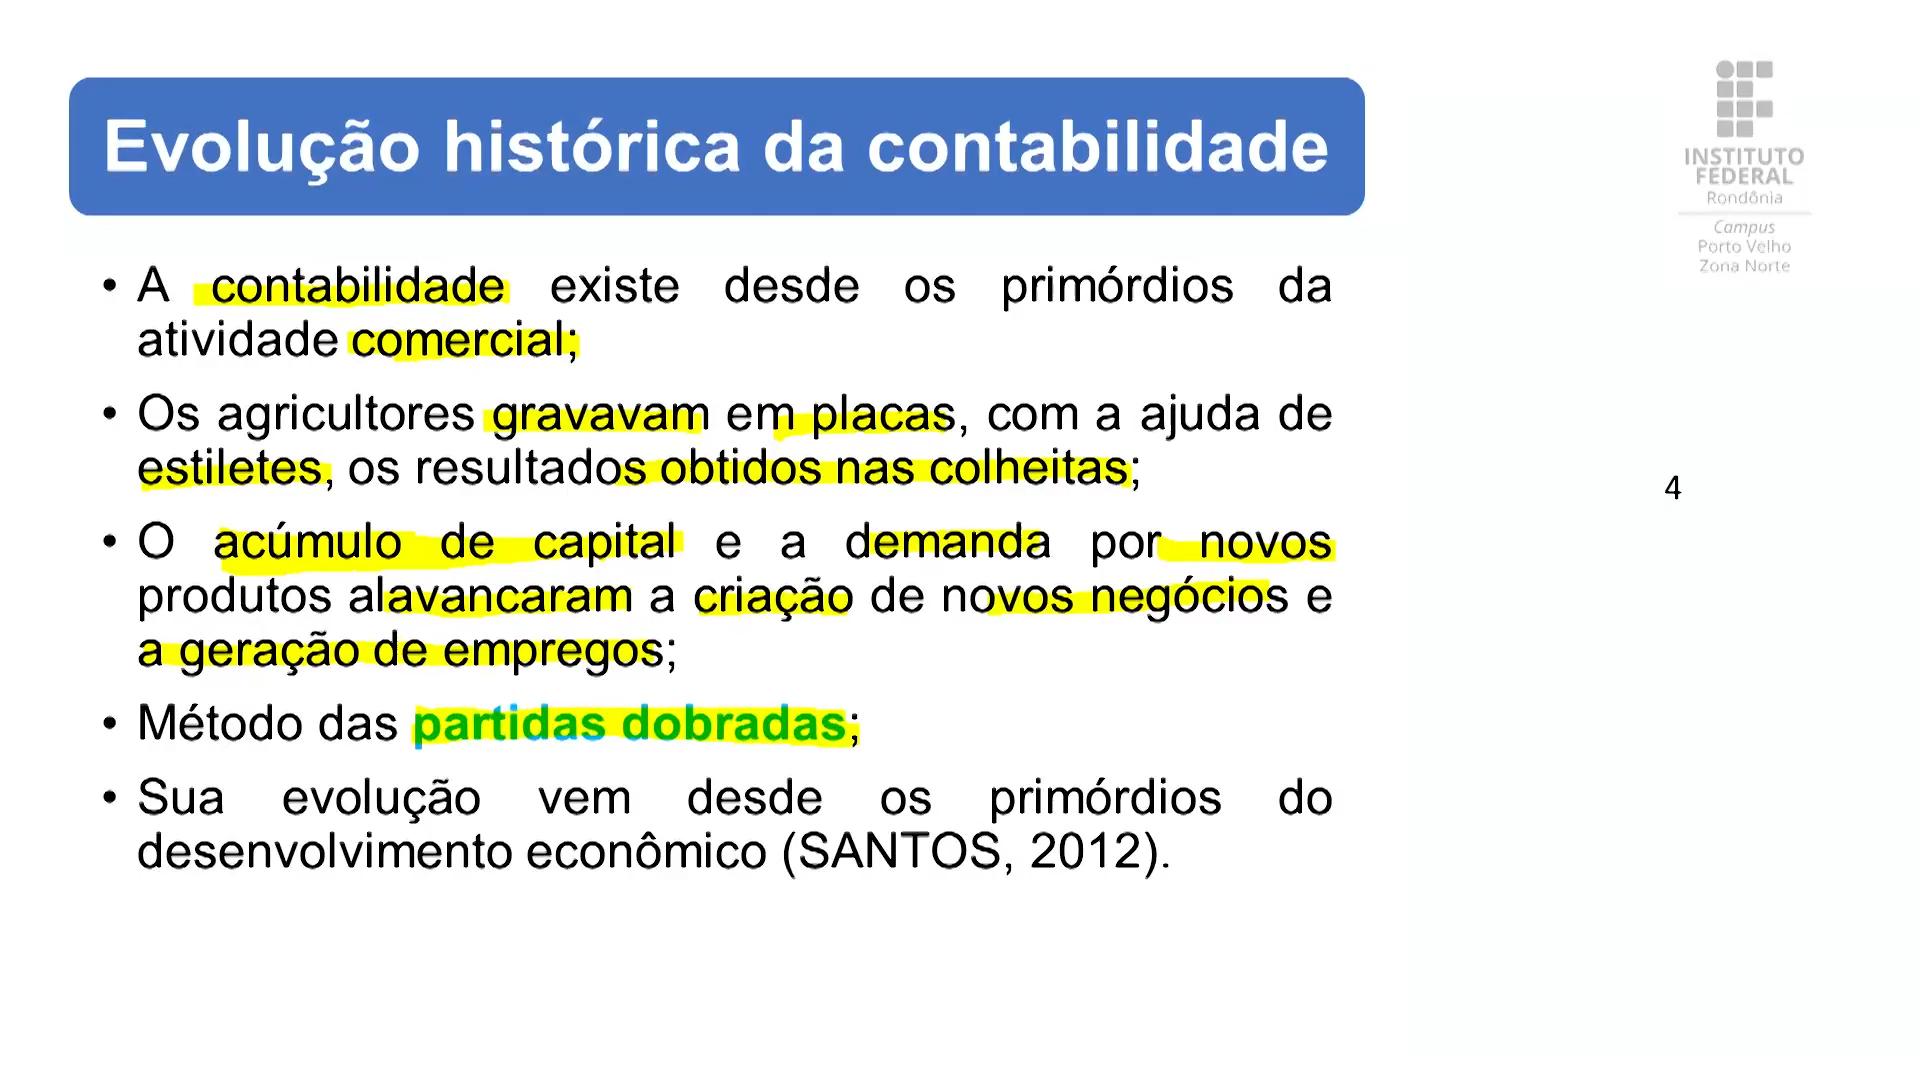 Evolução histórica da contabilidade
INSTITUTO
FEDERAL
Rondônia
Campus
Porto Velho
Zona Norte
• A contabilidade existe desde os primórdios da
atividade comercial;
• Os agricultores gravavam em placas, com a ajuda de
estiletes, os resultados obtidos nas colheitas;
• O acúmulo de capital e a demanda por novos
produtos alavancaram a criação de novos negócios e
a geração de empregos;
• Método das partidas dobradas;
• Sua evolução vem desde os primórdios do
desenvolvimento econômico (SANTOS, 2012).
4